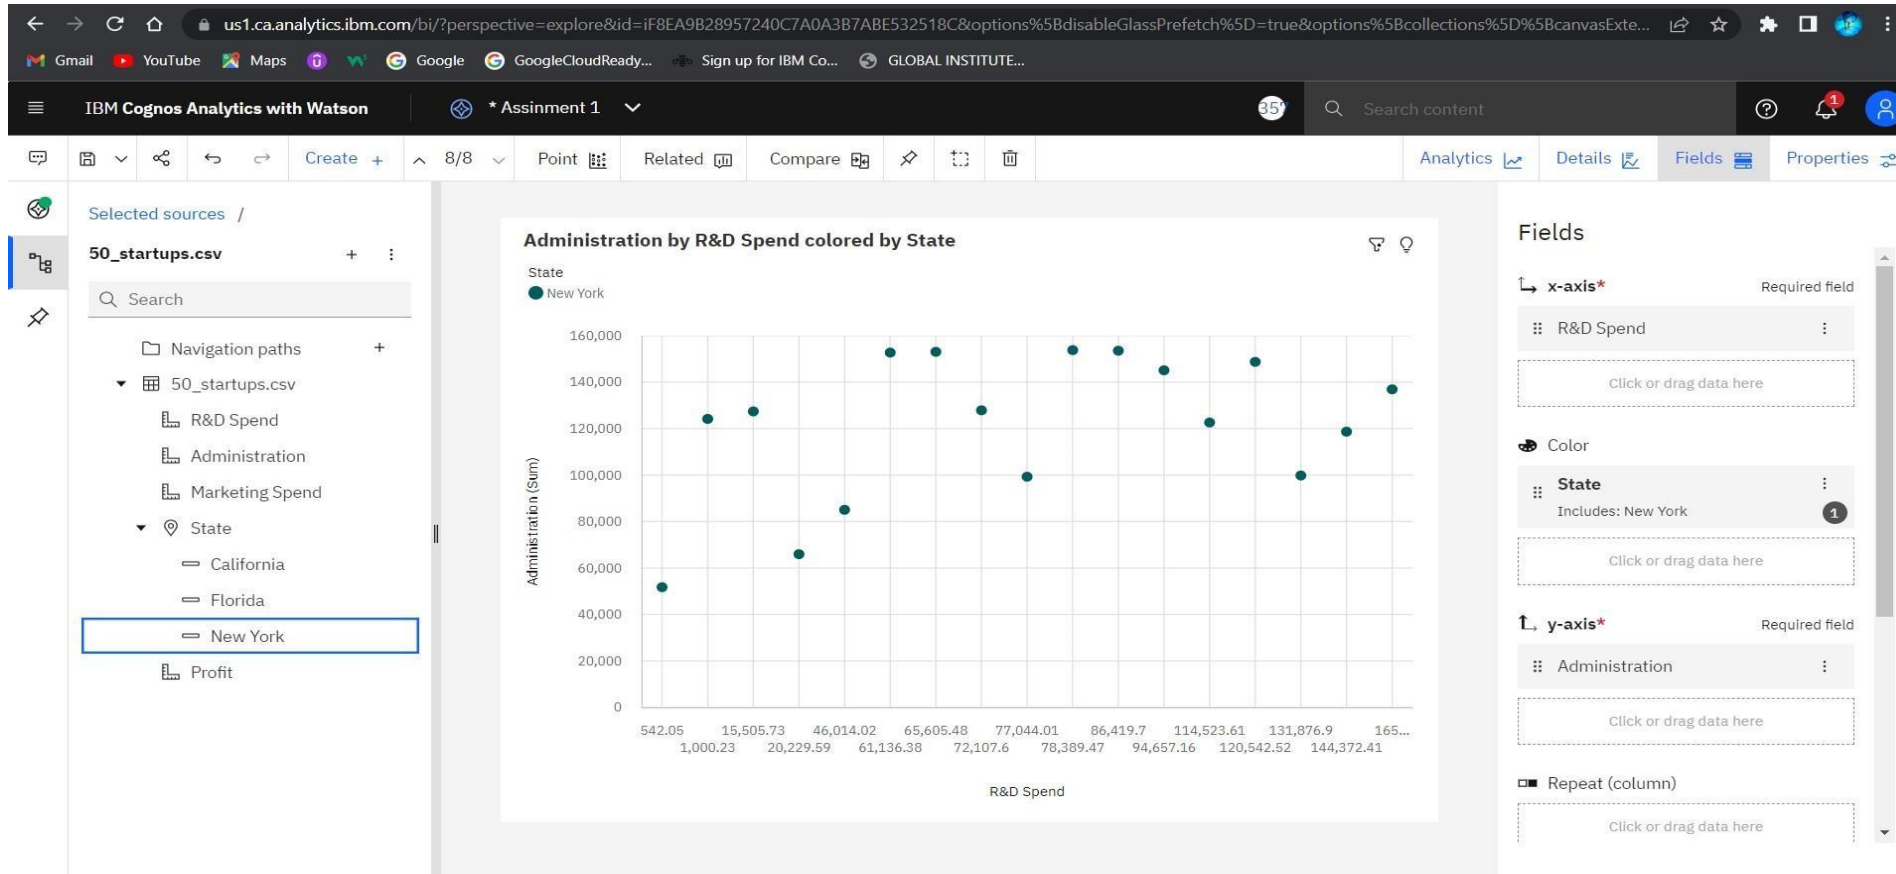 us1.ca.analytics.ibm.com/bi/?perspective=explore&id=iF8EA9B28957240C7A0A3B7ABE532518C&options%5BdisableGlassPrefetch%5D=true&options%5Bcollections%5D%5BcanvasExte...
Gmail YouTube Maps Google GoogleCloudReady... Sign up for IBM Co... GLOBAL INSTITUTE...
IBM Cognos Analytics with Watson * Assinment 1 357 Search content 1
Create + 8/8 Point Related Compare Analytics Details Fields Properties
Selected sources /
50_startups.csv
Search
Navigation paths
50_startups.csv
R&D Spend
Administration
Marketing Spend
State
California
Florida
New York
Profit
Administration by R&D Spend colored by State
State
New York
160,000
140,000
120,000
100,000
80,000
60,000
40,000
20,000
0
Administration (Sum)
542.05 15,505.73 46,014.02 65,605.48 77,044.01 86,419.7 114,523.61 131,876.9 165...
1,000.23 20,229.59 61,136.38 72,107.6 78,389.47 94,657.16 120,542.52 144,372.41
R&D Spend
Fields
x-axis* Required field
R&D Spend
Click or drag data here
Color
State
Includes: New York 1
Click or drag data here
y-axis* Required field
Administration
Click or drag data here
Repeat (column)
Click or drag data here